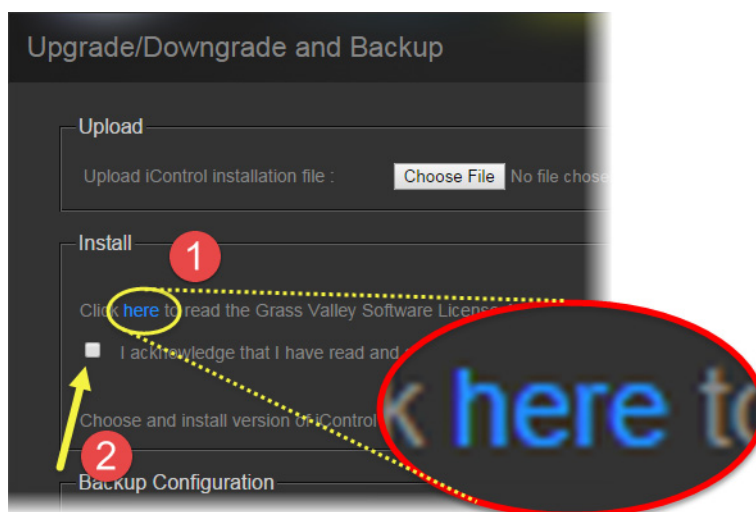 Upgrade/Downgrade and Backup
Upload
Upload iControl installation file :
Choose File No file chose
Install
1
Click here to read the Grass Valley Software License
I acknowledge that I have read and
k here to
Choose and install version of iControl
2
Backup Configuration